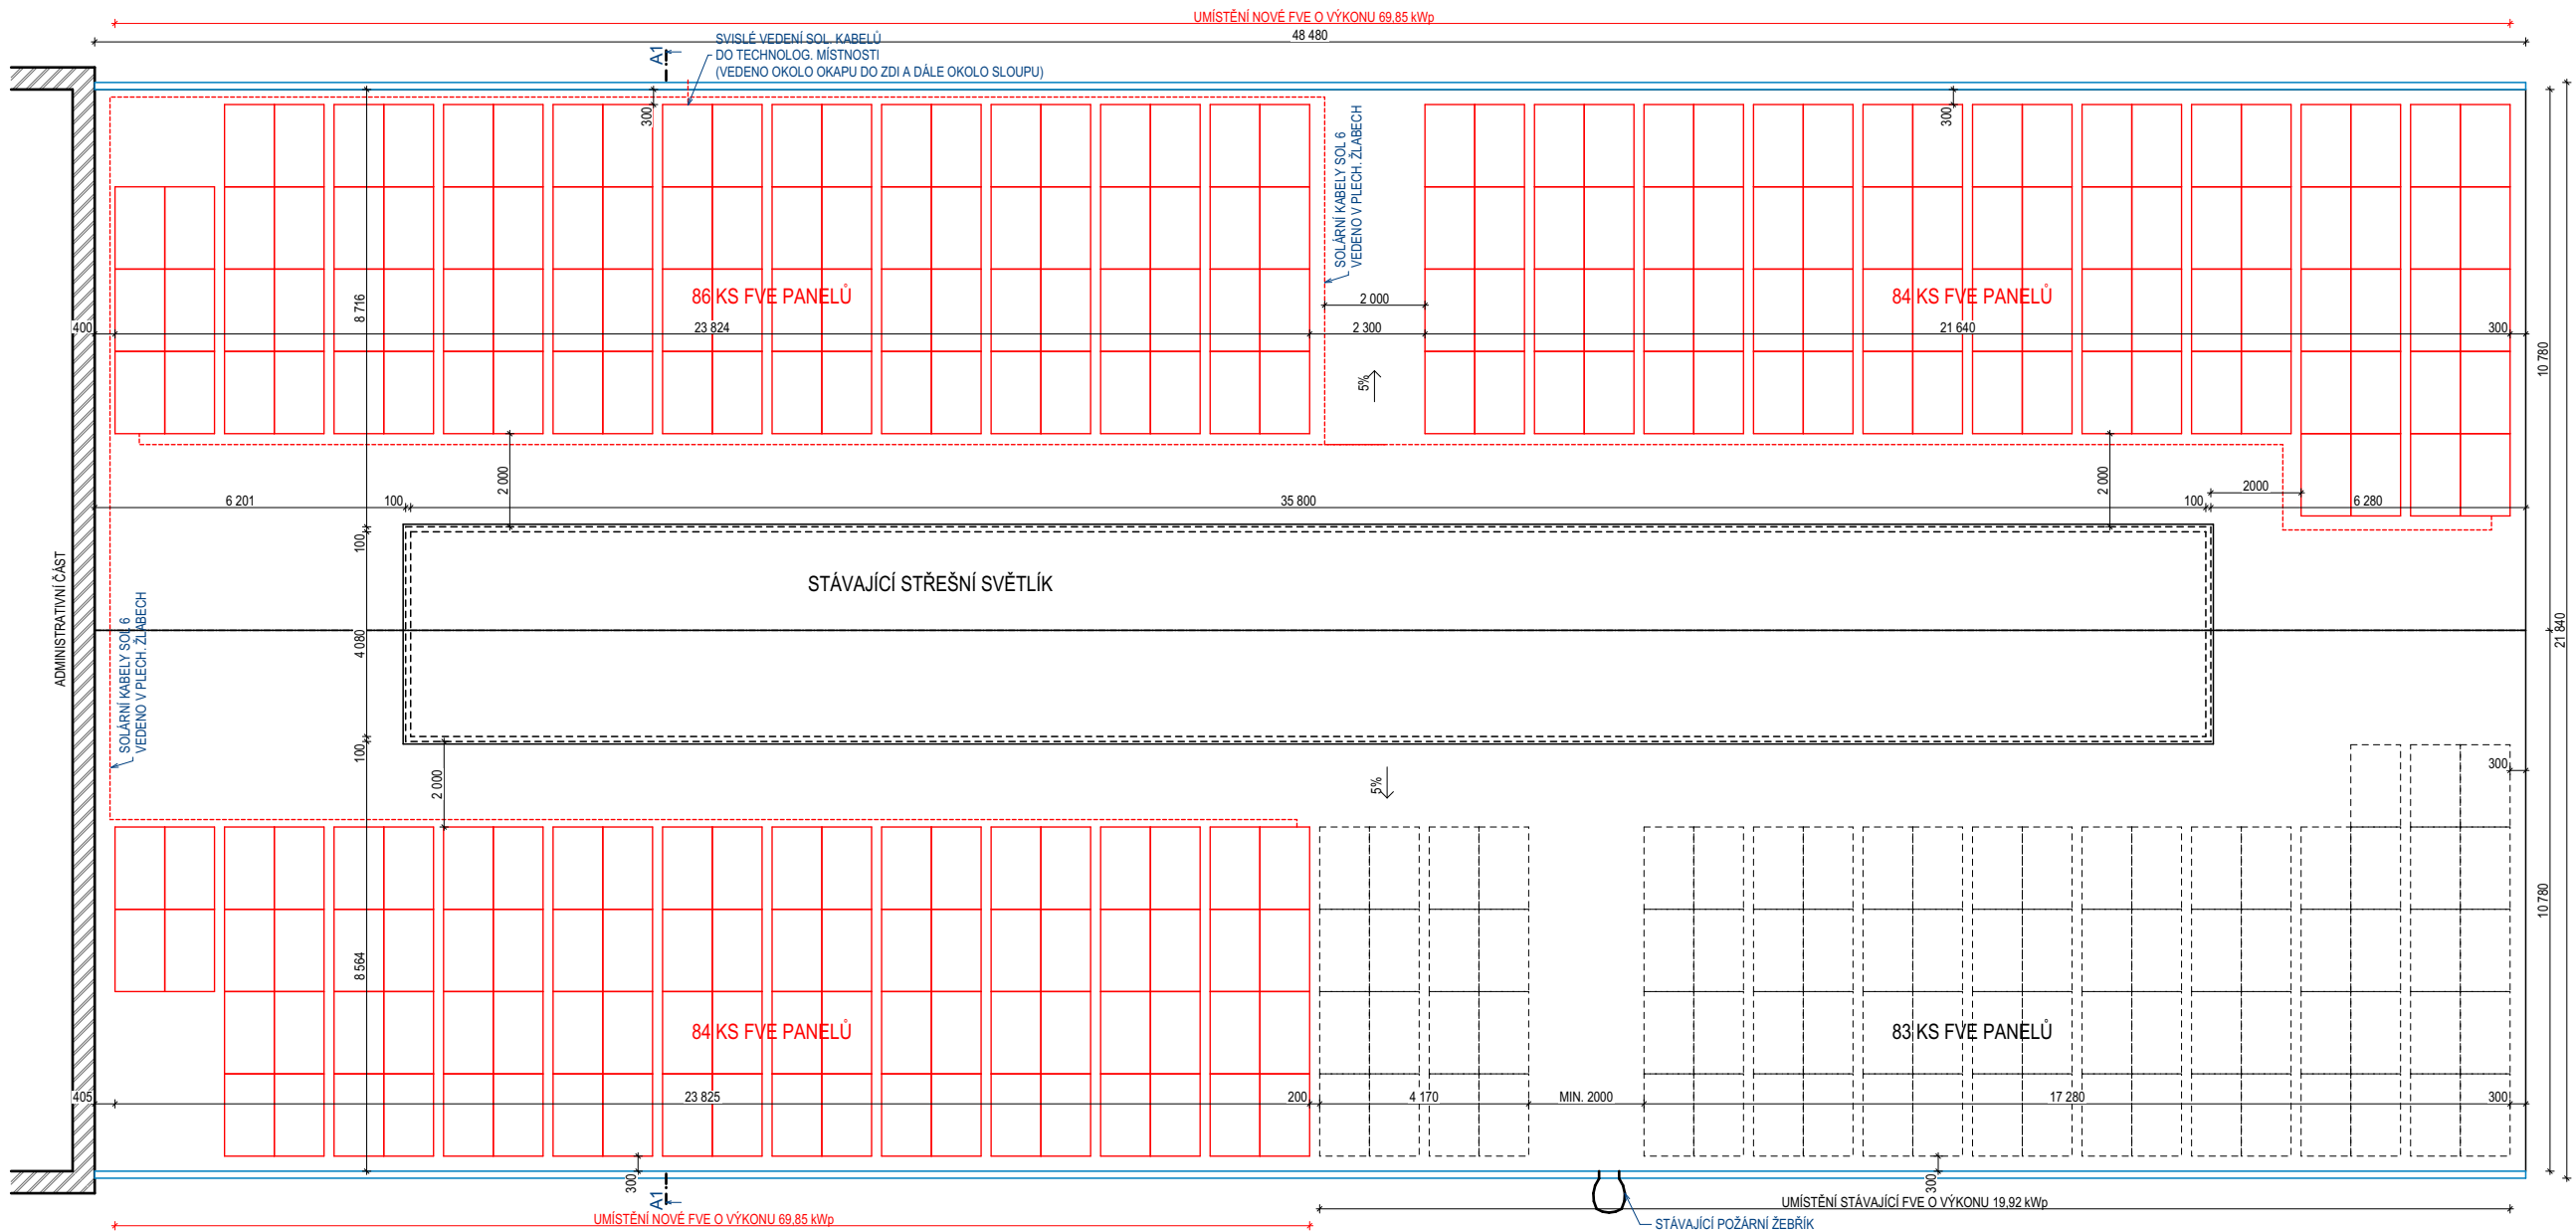 UMÍSTĚNÍ NOVÉ FVE O VÝKONU 69,85 kWp
48 480
A1
SVISLÉ VEDENÍ SOL. KABELŮ
DO TECHNOLOG. MÍSTNOSTI
(VEDENO OKOLO OKAPU DO ZDI A DÁLE OKOLO SLOUPU)
300
300
SOLÁRNÍ KABELY SOL 6
VEDENO V PLECH. ŽLABECH
8 716
86 KS FVE PANELŮ
2 000
84 KS FVE PANELŮ
400
23 824
2 300
21 640
300
10 780
5%
2 000
2 000
2000
6 201
100
35 800
100
6 280
100
ADMINISTRATIVNÍ ČÁST
STÁVAJÍCÍ STŘEŠNÍ SVĚTLÍK
SOLÁRNÍ KABELY SOL 6
VEDENO V PLECH. ŽLABECH
4 080
21 840
100
2 000
5%
300
10 780
8 564
84 KS FVE PANELŮ
83 KS FVE PANELŮ
405
23 825
200
4 170
MIN. 2000
17 280
300
300
300
A1
UMÍSTĚNÍ STÁVAJÍCÍ FVE O VÝKONU 19,92 kWp
UMÍSTĚNÍ NOVÉ FVE O VÝKONU 69,85 kWp
STÁVAJÍCÍ POŽÁRNÍ ŽEBŘÍK